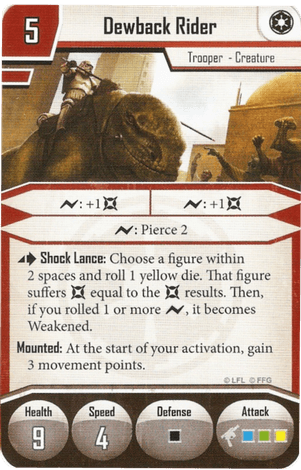 5
Dewback Rider
Trooper - Creature
: +1
: +1
: Pierce 2
Shock Lance: Choose a figure within
2 spaces and roll 1 yellow die. That figure
suffers equal to the results. Then,
if you rolled 1 or more , it becomes
Weakened.
Mounted: At the start of your activation, gain
3 movement points.
© LFL © FFG
Health
Speed
Defense
Attack
9
4